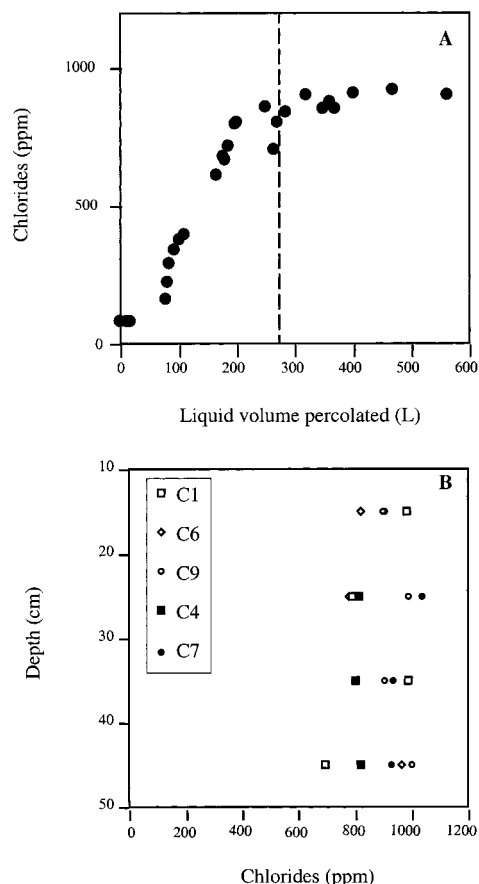 A
1000
500
0
Chlorides (ppm)
0 100 200 300 400 500 600
Liquid volume percolated (L)
B
10
20
30
40
50
Depth (cm)
C1
C6
C9
C4
C7
0 200 400 600 800 1000 1200
Chlorides (ppm)